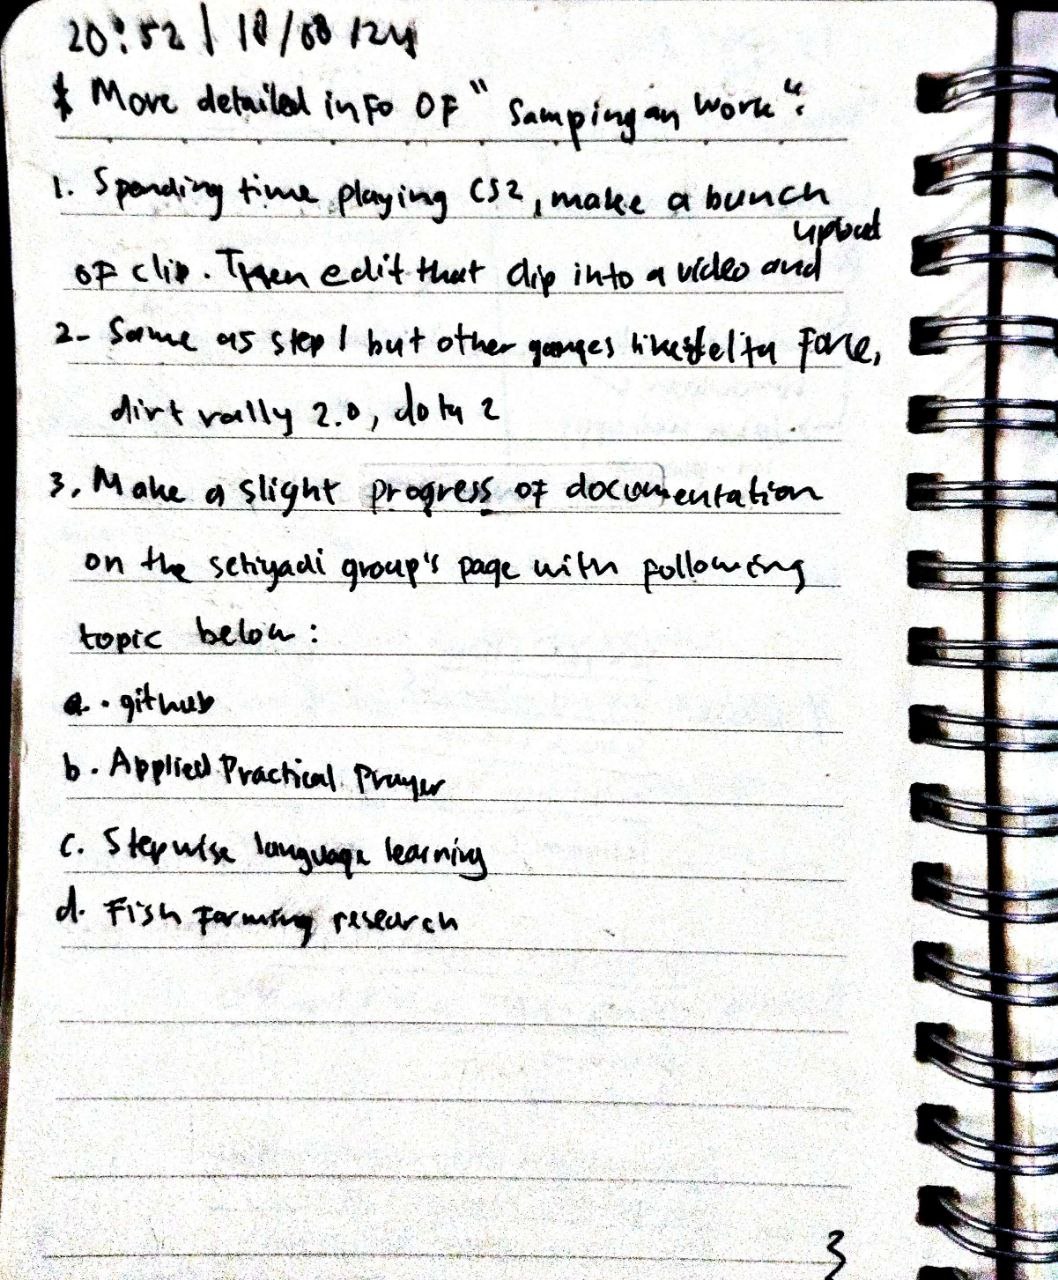 20:52 | 18/08/24
* More detailed info OF "Sampingan Work":
1. Spending time playing CS2, make a bunch
of clip. Then edit that clip into a video and upload
2- Same as step 1 but other games like delta Force,
dirt rally 2.0, dota 2
3. Make a slight progress of documentation
on the setiyadi group's page with following
topic below:
a. github
b. Applied Practical Prayer
c. Stepwise language learning
d. Fish Farming research
3